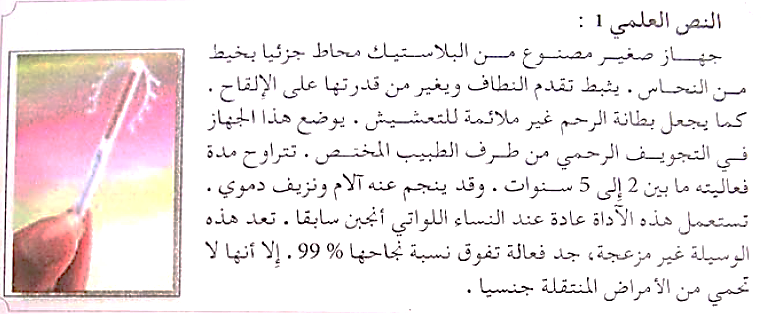 النص العلمي 1 :
جهاز صغير مصنوع من البلاستيك محاط جزئيا بخيط
من النحاس . يثبط تقدم النطاف ويغير من قدرتها على الإلقاح .
كما يجعل بطانة الرحم غير ملائمة للتعشيش . يوضع هذا الجهاز
في التجويف الرحمي من طرف الطبيب المختص . تتراوح مدة
فعاليته ما بين 2 إلى 5 سنوات . وقد ينجم عنه آلام ونزيف دموي .
تستعمل هذه الآداة عادة عند النساء اللواتي أنجبن سابقا . تعد هذه
الوسيلة غير مزعجة، جد فعالة تفوق نسبة نجاحها % 99 . إلا أنها لا
تحمي من الأمراض المنتقلة جنسيا .